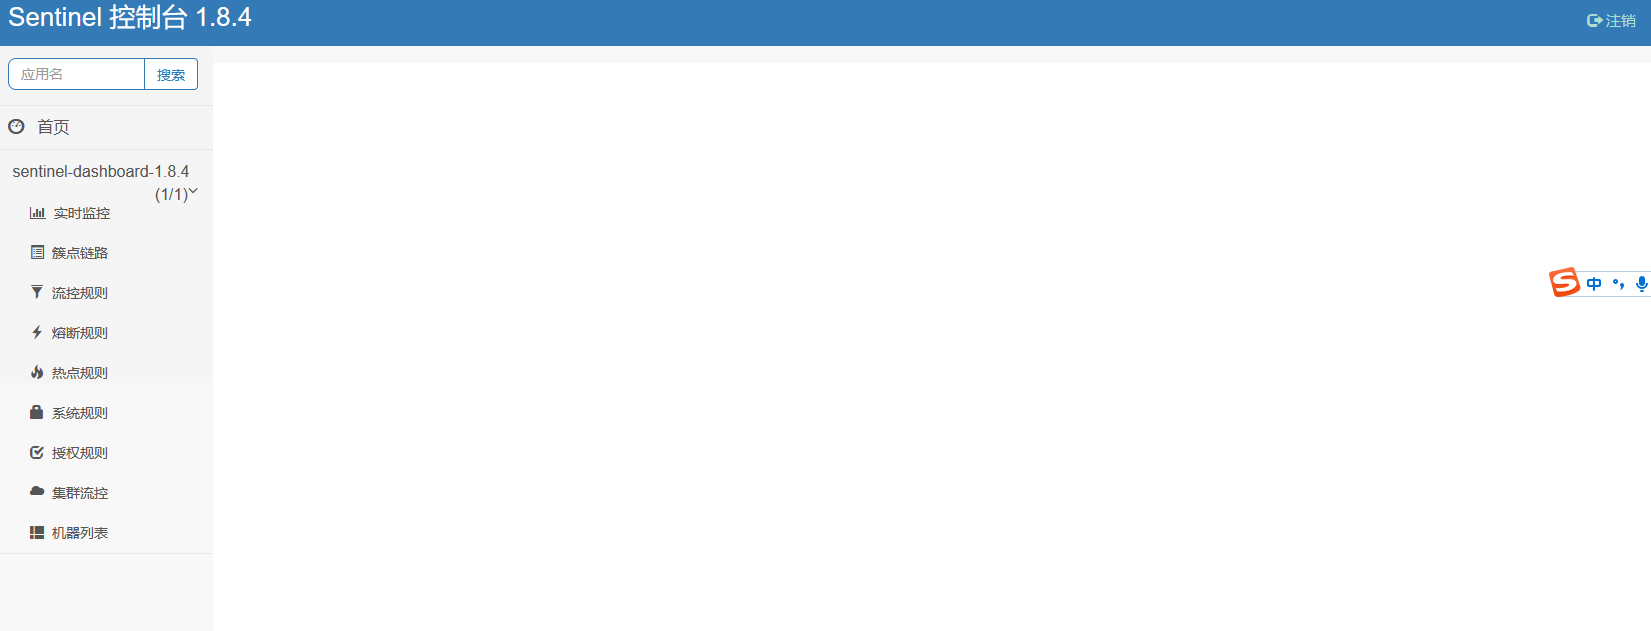 Sentinel 控制台 1.8.4
注销
应用名
搜索
首页
sentinel-dashboard-1.8.4
(1/1)
实时监控
簇点链路
流控规则
熔断规则
热点规则
系统规则
授权规则
集群流控
机器列表
中